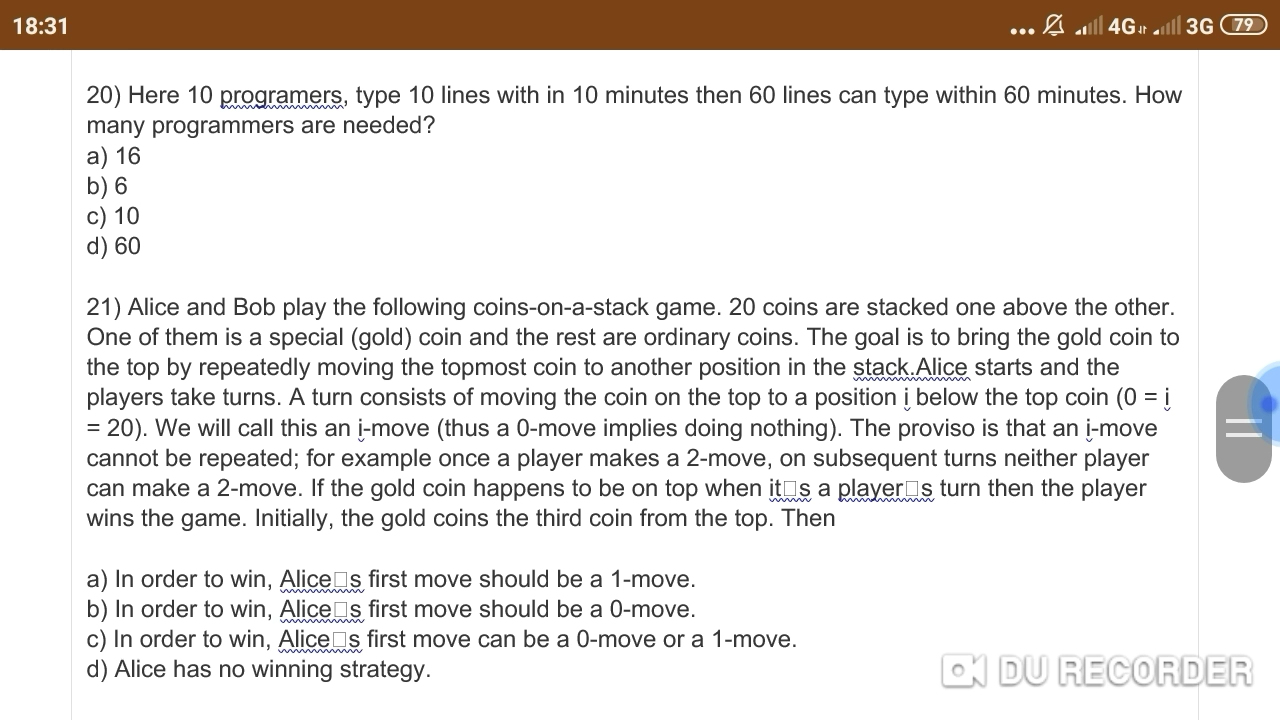 18:31
... 4G 3G 79
20) Here 10 programers, type 10 lines with in 10 minutes then 60 lines can type within 60 minutes. How
many programmers are needed?
a) 16
b) 6
c) 10
d) 60
21) Alice and Bob play the following coins-on-a-stack game. 20 coins are stacked one above the other.
One of them is a special (gold) coin and the rest are ordinary coins. The goal is to bring the gold coin to
the top by repeatedly moving the topmost coin to another position in the stack.Alice starts and the
players take turns. A turn consists of moving the coin on the top to a position i below the top coin (0 = i
= 20). We will call this an i-move (thus a 0-move implies doing nothing). The proviso is that an i-move
cannot be repeated; for example once a player makes a 2-move, on subsequent turns neither player
can make a 2-move. If the gold coin happens to be on top when it□s a player□s turn then the player
wins the game. Initially, the gold coins the third coin from the top. Then
a) In order to win, Alice□s first move should be a 1-move.
b) In order to win, Alice□s first move should be a 0-move.
c) In order to win, Alice□s first move can be a 0-move or a 1-move.
d) Alice has no winning strategy.
DU RECORDER